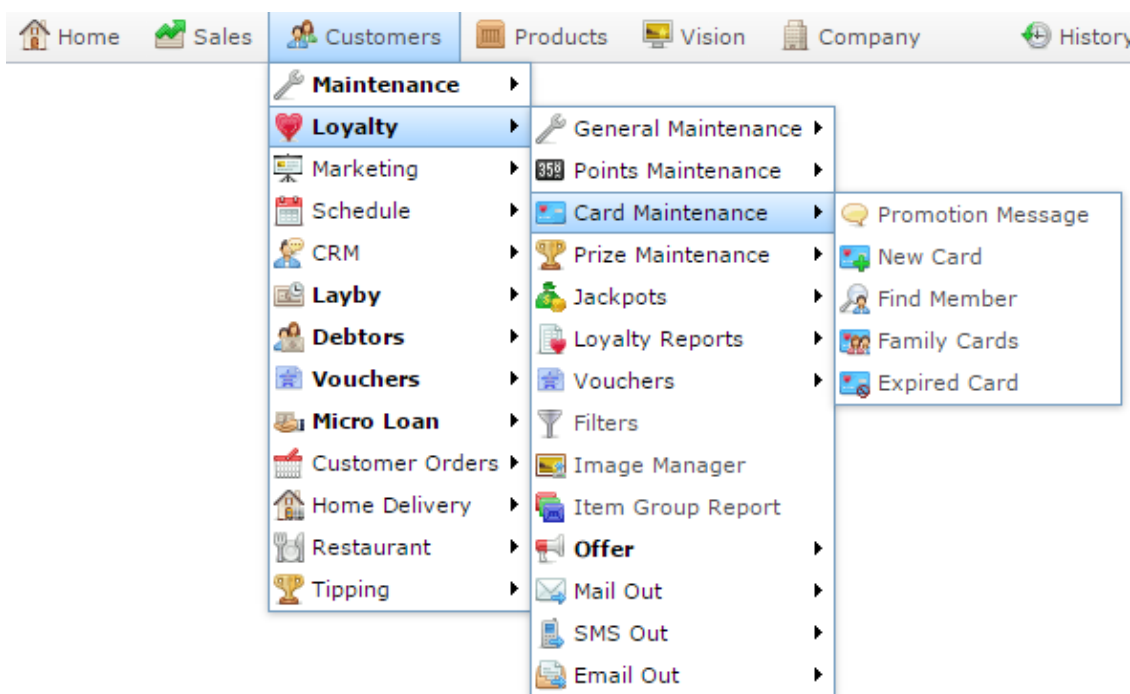 Home Sales Customers Products Vision Company History
Maintenance
Loyalty
Marketing
Schedule
CRM
Layby
Debtors
Vouchers
Micro Loan
Customer Orders
Home Delivery
Restaurant
Tipping
General Maintenance
Points Maintenance
Card Maintenance
Prize Maintenance
Jackpots
Loyalty Reports
Vouchers
Filters
Image Manager
Item Group Report
Offer
Mail Out
SMS Out
Email Out
Promotion Message
New Card
Find Member
Family Cards
Expired Card